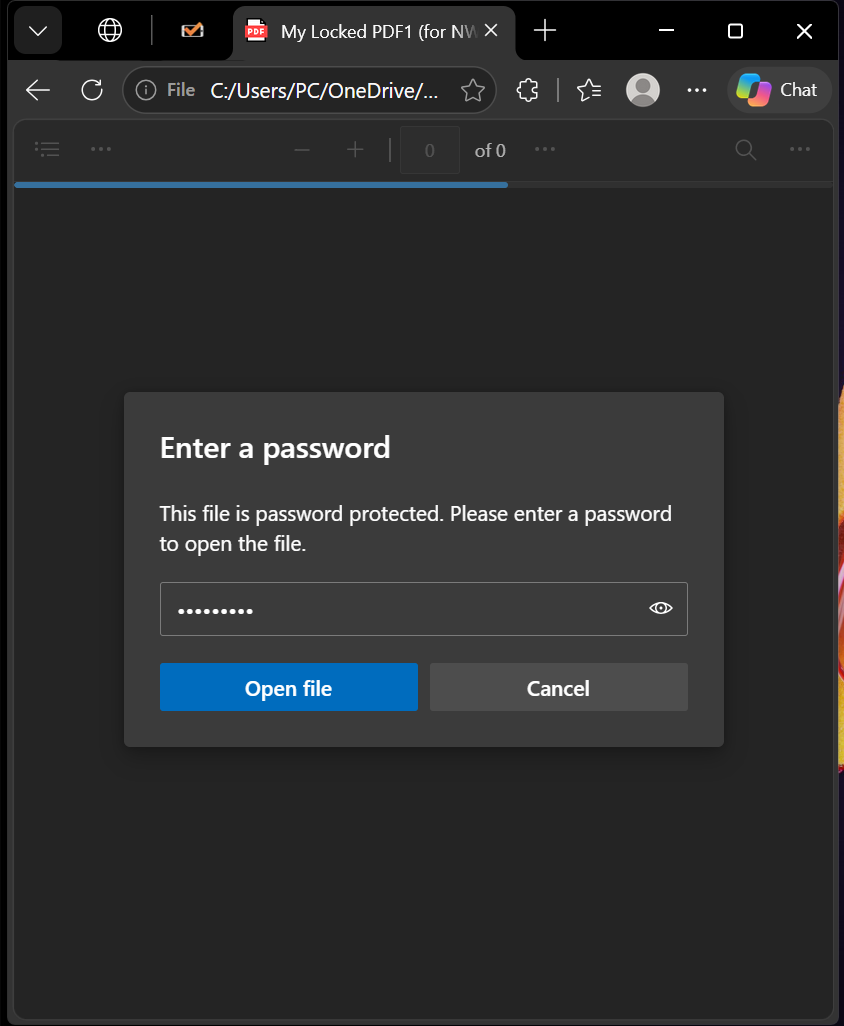 PDF My Locked PDF1 (for NW
File C:/Users/PC/OneDrive/... Chat
0 of 0
Enter a password
This file is password protected. Please enter a password
to open the file.
•••••••••
Open file Cancel